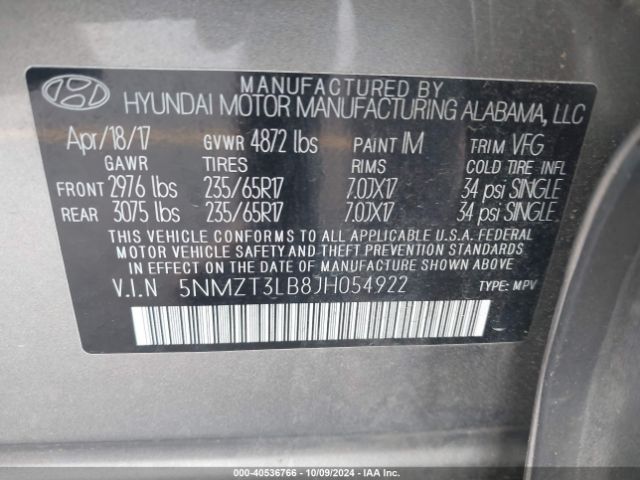 MANUFACTURED BY
HYUNDAI MOTOR MANUFACTURING ALABAMA, LLC
Apr/18/17 GVWR 4872 lbs PAINT IM TRIM VFG
GAWR TIRES RIMS COLD TIRE INFL
FRONT 2976 lbs 235/65R17 7.0JX17 34 psi SINGLE
REAR 3075 lbs 235/65R17 7.0JX17 34 psi SINGLE
THIS VEHICLE CONFORMS TO ALL APPLICABLE U.S.A. FEDERAL
MOTOR VEHICLE SAFETY AND THEFT PREVENTION STANDARDS
IN EFFECT ON THE DATE OF MANUFACTURE SHOWN ABOVE.
V.I.N 5NMZT3LB8JH054922 TYPE: MPV
000-40536766 - 10/09/2024 - IAA Inc.